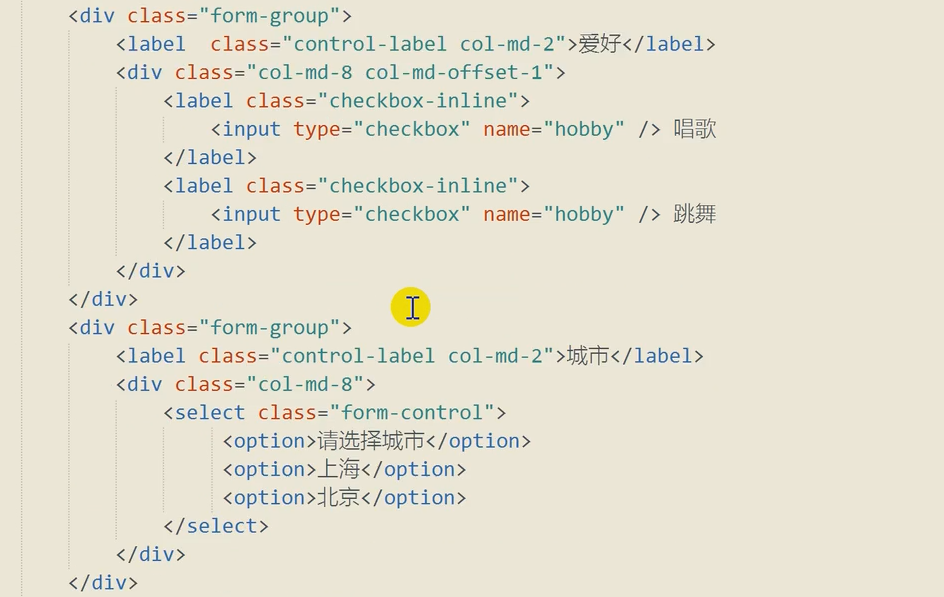 <div class="form-group">
<label  class="control-label col-md-2">爱好</label>
<div class="col-md-8 col-md-offset-1">
<label class="checkbox-inline">
<input type="checkbox" name="hobby" /> 唱歌
</label>
<label class="checkbox-inline">
<input type="checkbox" name="hobby" /> 跳舞
</label>
</div>
</div>
<div class="form-group">
<label class="control-label col-md-2">城市</label>
<div class="col-md-8">
<select class="form-control">
<option>请选择城市</option>
<option>上海</option>
<option>北京</option>
</select>
</div>
</div>